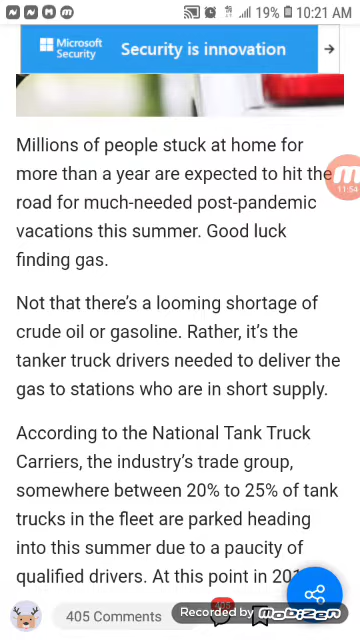 19% 10:21 AM
Microsoft
Security
Security is innovation
Millions of people stuck at home for
more than a year are expected to hit the
road for much-needed post-pandemic
11:54
vacations this summer. Good luck
finding gas.
Not that there's a looming shortage of
crude oil or gasoline. Rather, it's the
tanker truck drivers needed to deliver the
gas to stations who are in short supply.
According to the National Tank Truck
Carriers, the industry's trade group,
somewhere between 20% to 25% of tank
trucks in the fleet are parked heading
into this summer due to a paucity of
qualified drivers. At this point in
405 Comments
405
Recorded by Mobizen